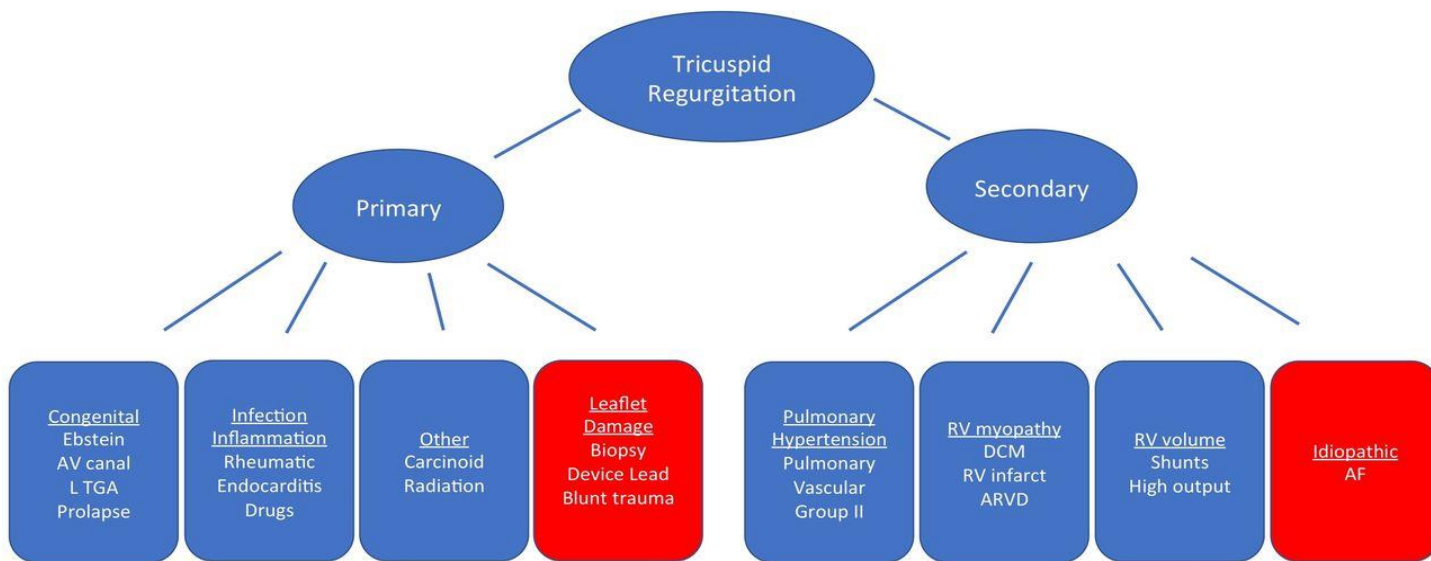 Tricuspid
Regurgitation
Primary
Secondary
Congenital
Ebstein
AV canal
L TGA
Prolapse
Infection
Inflammation
Rheumatic
Endocarditis
Drugs
Other
Carcinoid
Radiation
Leaflet
Damage
Biopsy
Device Lead
Blunt trauma
Pulmonary
Hypertension
Pulmonary
Vascular
Group II
RV myopathy
DCM
RV infarct
ARVD
RV volume
Shunts
High output
Idiopathic
AF